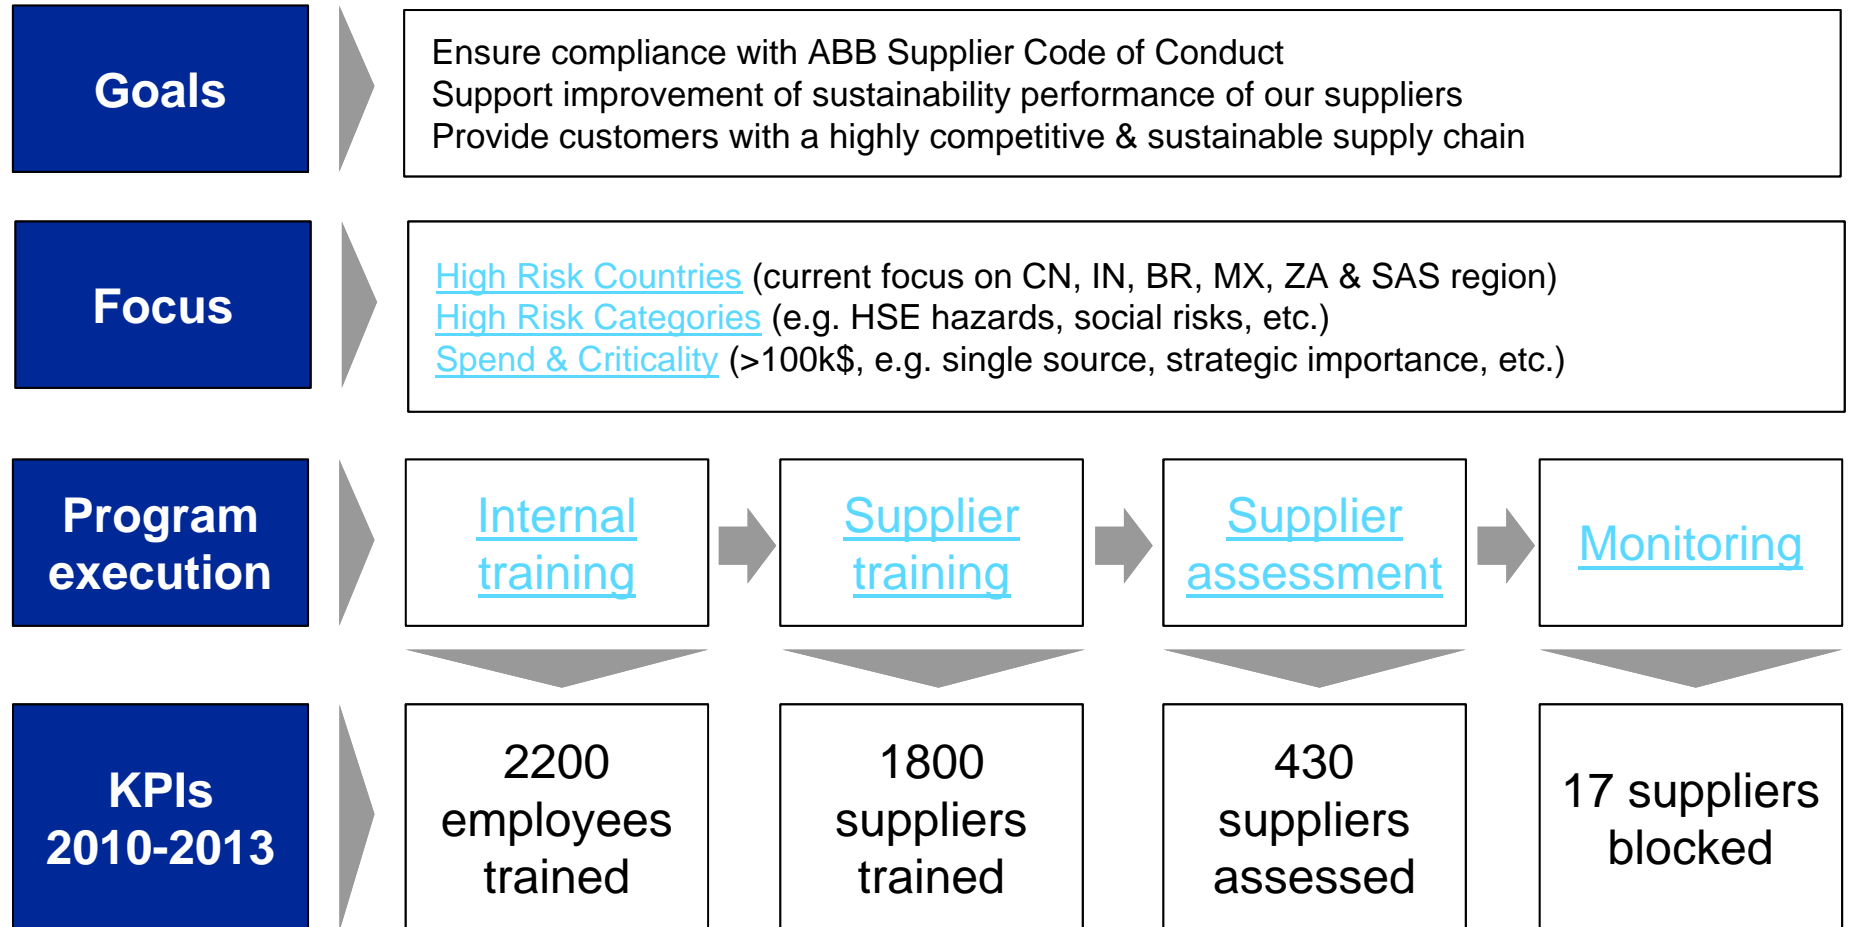 Goals
Ensure compliance with ABB Supplier Code of Conduct
Support improvement of sustainability performance of our suppliers
Provide customers with a highly competitive & sustainable supply chain
Focus
High Risk Countries (current focus on CN, IN, BR, MX, ZA & SAS region)
High Risk Categories (e.g. HSE hazards, social risks, etc.)
Spend & Criticality (>100k$, e.g. single source, strategic importance, etc.)
Program
execution
Internal
training
Supplier
training
Supplier
assessment
Monitoring
KPIs
2010-2013
2200
employees
trained
1800
suppliers
trained
430
suppliers
assessed
17 suppliers
blocked